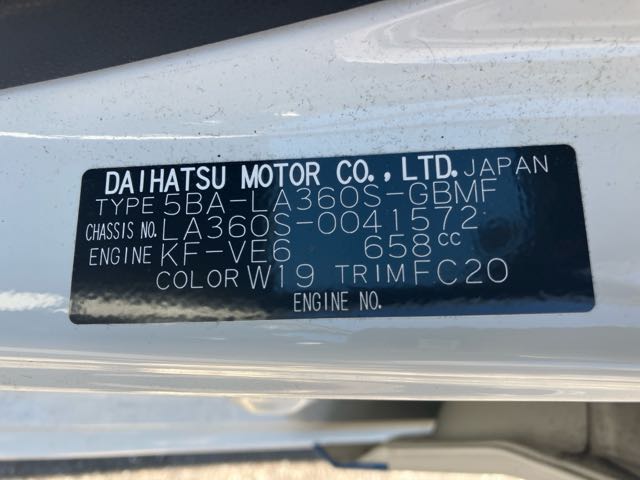 DAIHATSU MOTOR CO., LTD. JAPAN
TYPE 5BA-LA360S-GBMF
CHASSIS NO. LA360S-0041572
ENGINE KF-VE6 658cc
COLOR W19 TRIM FC20
ENGINE NO.